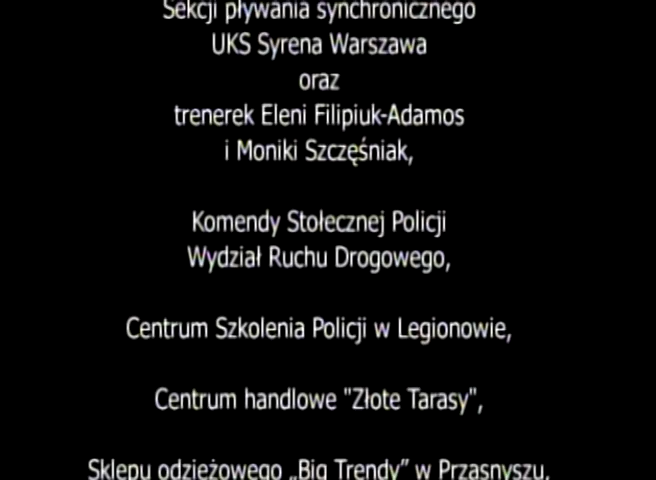 Sekcji pływania synchronicznego
UKS Syrena Warszawa
oraz
trenerek Eleni Filipiuk-Adamos
i Moniki Szczęśniak,
Komendy Stołecznej Policji
Wydział Ruchu Drogowego,
Centrum Szkolenia Policji w Legionowie,
Centrum handlowe "Złote Tarasy",
Sklepu odzieżowego „Big Trendy” w Przasnyszu,